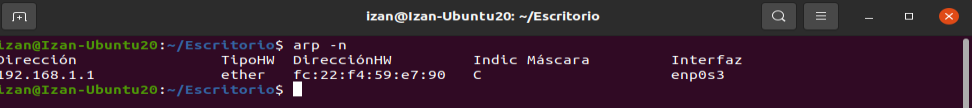 izan@Izan-Ubuntu20: ~/Escritorio
izan@Izan-Ubuntu20:~/Escritorio$ arp -n
Dirección TipoHW DirecciónHW Indic Máscara Interfaz
192.168.1.1 ether fc:22:f4:59:e7:90 C enp0s3
izan@Izan-Ubuntu20:~/Escritorio$